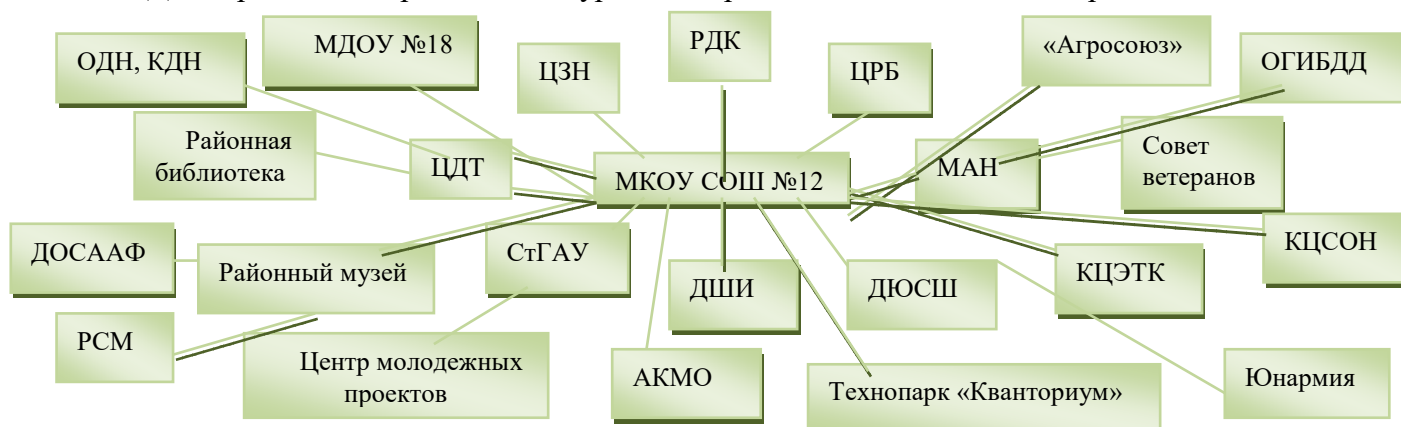 МДОУ №18
РДК
«Агросоюз»
ОДН, КДН
ЦЗН
ЦРБ
ОГИБДД
Районная
библиотека
ЦДТ
МКОУ СОШ №12
МАН
Совет
ветеранов
ДОСААФ
Районный музей
СтГАУ
ДШИ
ДЮСШ
КЦЭТК
КЦСОН
РСМ
Центр молодежных
проектов
АКМО
Технопарк «Кванториум»
Юнармия